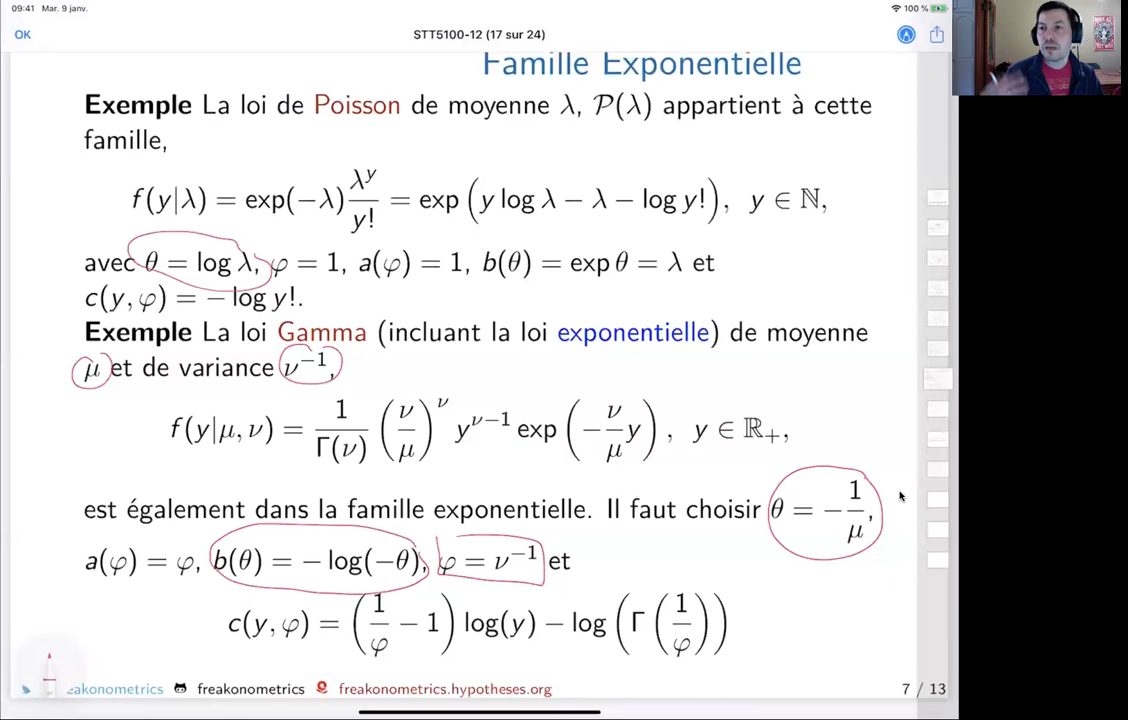 09:41 Mar. 9 janv. 100 %
OK STT5100-12 (17 sur 24)
Famille Exponentielle
Exemple La loi de Poisson de moyenne λ, P(λ) appartient à cette
famille,
f(y|λ) = exp(−λ) λ^y / y! = exp (y log λ − λ − log y!), y ∈ ℕ,
avec θ = log λ, φ = 1, a(φ) = 1, b(θ) = exp θ = λ et
c(y, φ) = − log y!.
Exemple La loi Gamma (incluant la loi exponentielle) de moyenne
μ et de variance ν^−1,
f(y|μ, ν) = 1/Γ(ν) (ν/μ)^ν y^ν−1 exp (−ν/μ y), y ∈ ℝ+,
est également dans la famille exponentielle. Il faut choisir θ = −1/μ,
a(φ) = φ, b(θ) = − log(−θ), φ = ν^−1 et
c(y, φ) = (1/φ − 1) log(y) − log (Γ (1/φ))
akonometrics freakonometrics freakonometrics.hypotheses.org 7 / 13